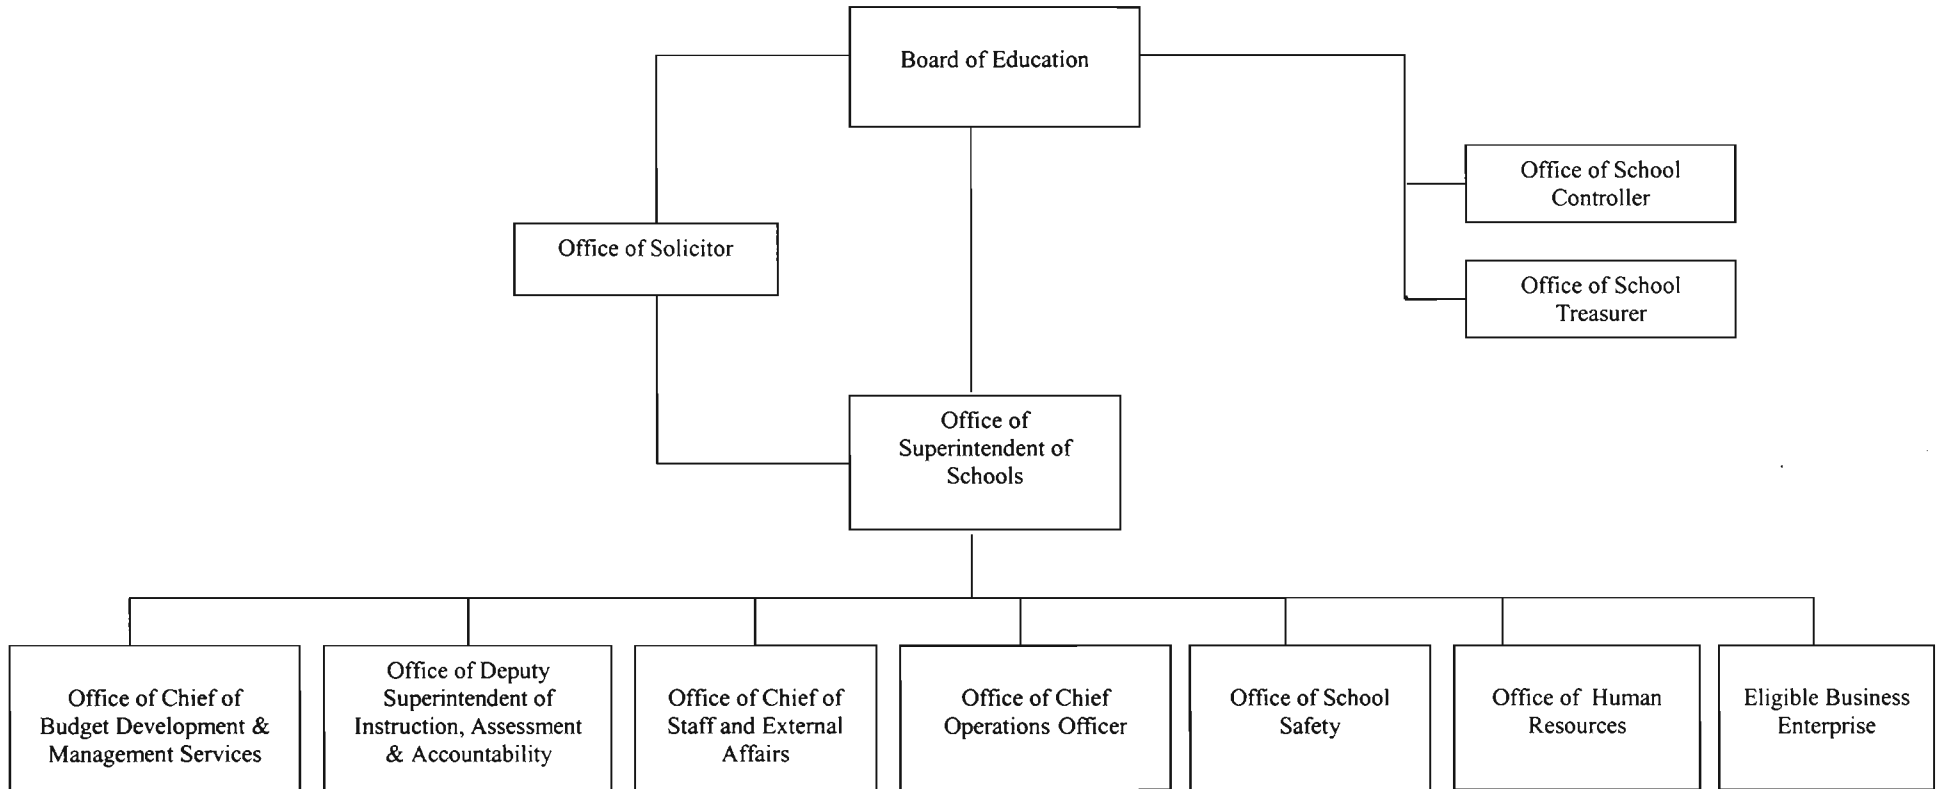 Board of Education
Office of School
Controller
Office of Solicitor
Office of School
Treasurer
Office of
Superintendent of
Schools
Office of Chief of
Budget Development &
Management Services
Office of Deputy
Superintendent of
Instruction, Assessment
& Accountability
Office of Chief of
Staff and External
Affairs
Office of Chief
Operations Officer
Office of School
Safety
Office of Human
Resources
Eligible Business
Enterprise